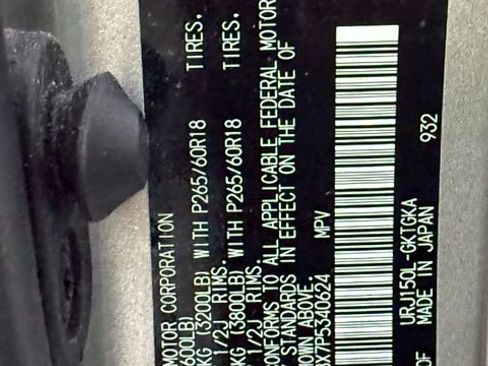 MOTOR CORPORATION
600LB)
KG (3200LB) WITH P265/60R18 TIRES,
1/2J RIMS.
KG (3800LB) WITH P265/60R18 TIRES,
1/2J RIMS.
CONFORMS TO ALL APPLICABLE FEDERAL MOTOR
Y STANDARDS IN EFFECT ON THE DATE OF
HOWN ABOVE.
BX7P5340624 MPV
URJ150L-GKTGKA 932
OF MADE IN JAPAN